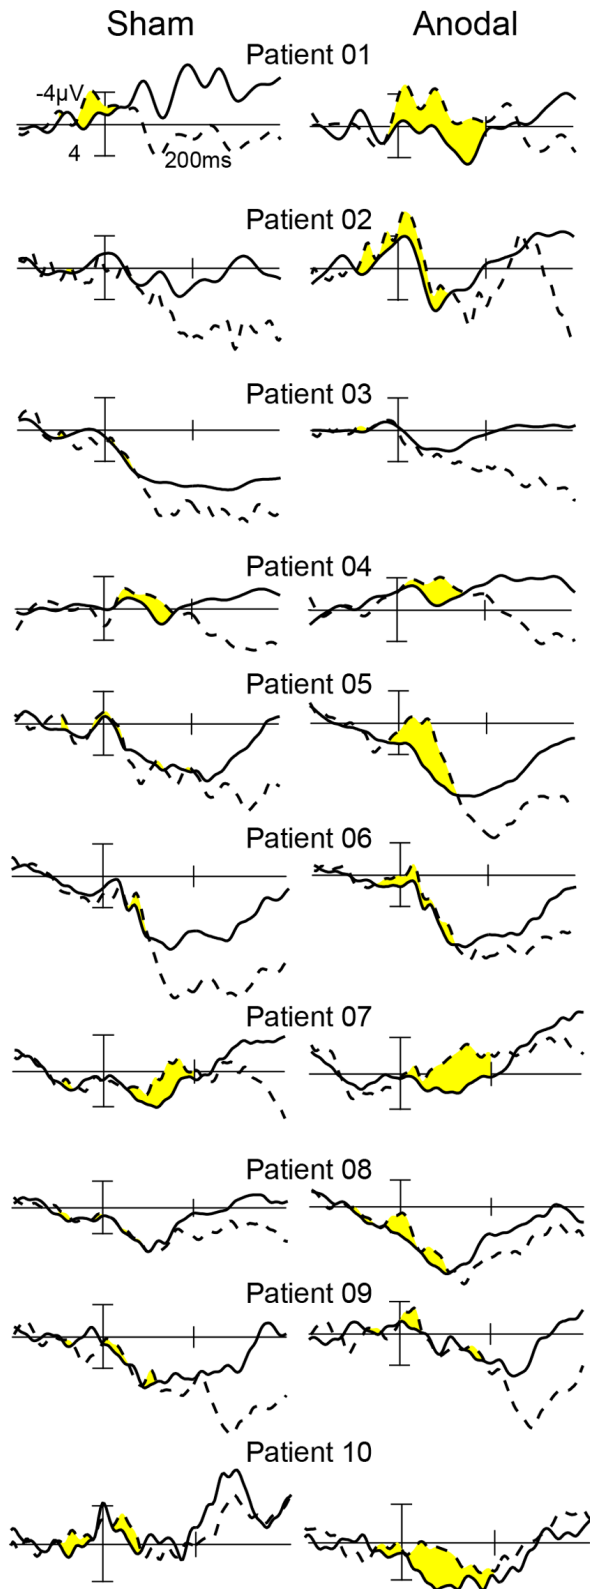 Sham Anodal
Patient 01
-4µV
4 200ms
Patient 02
Patient 03
Patient 04
Patient 05
Patient 06
Patient 07
Patient 08
Patient 09
Patient 10